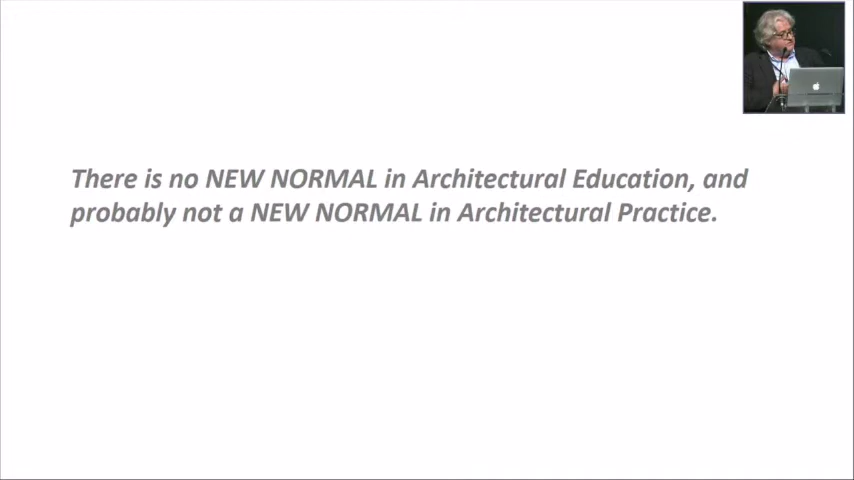 There is no NEW NORMAL in Architectural Education, and
probably not a NEW NORMAL in Architectural Practice.